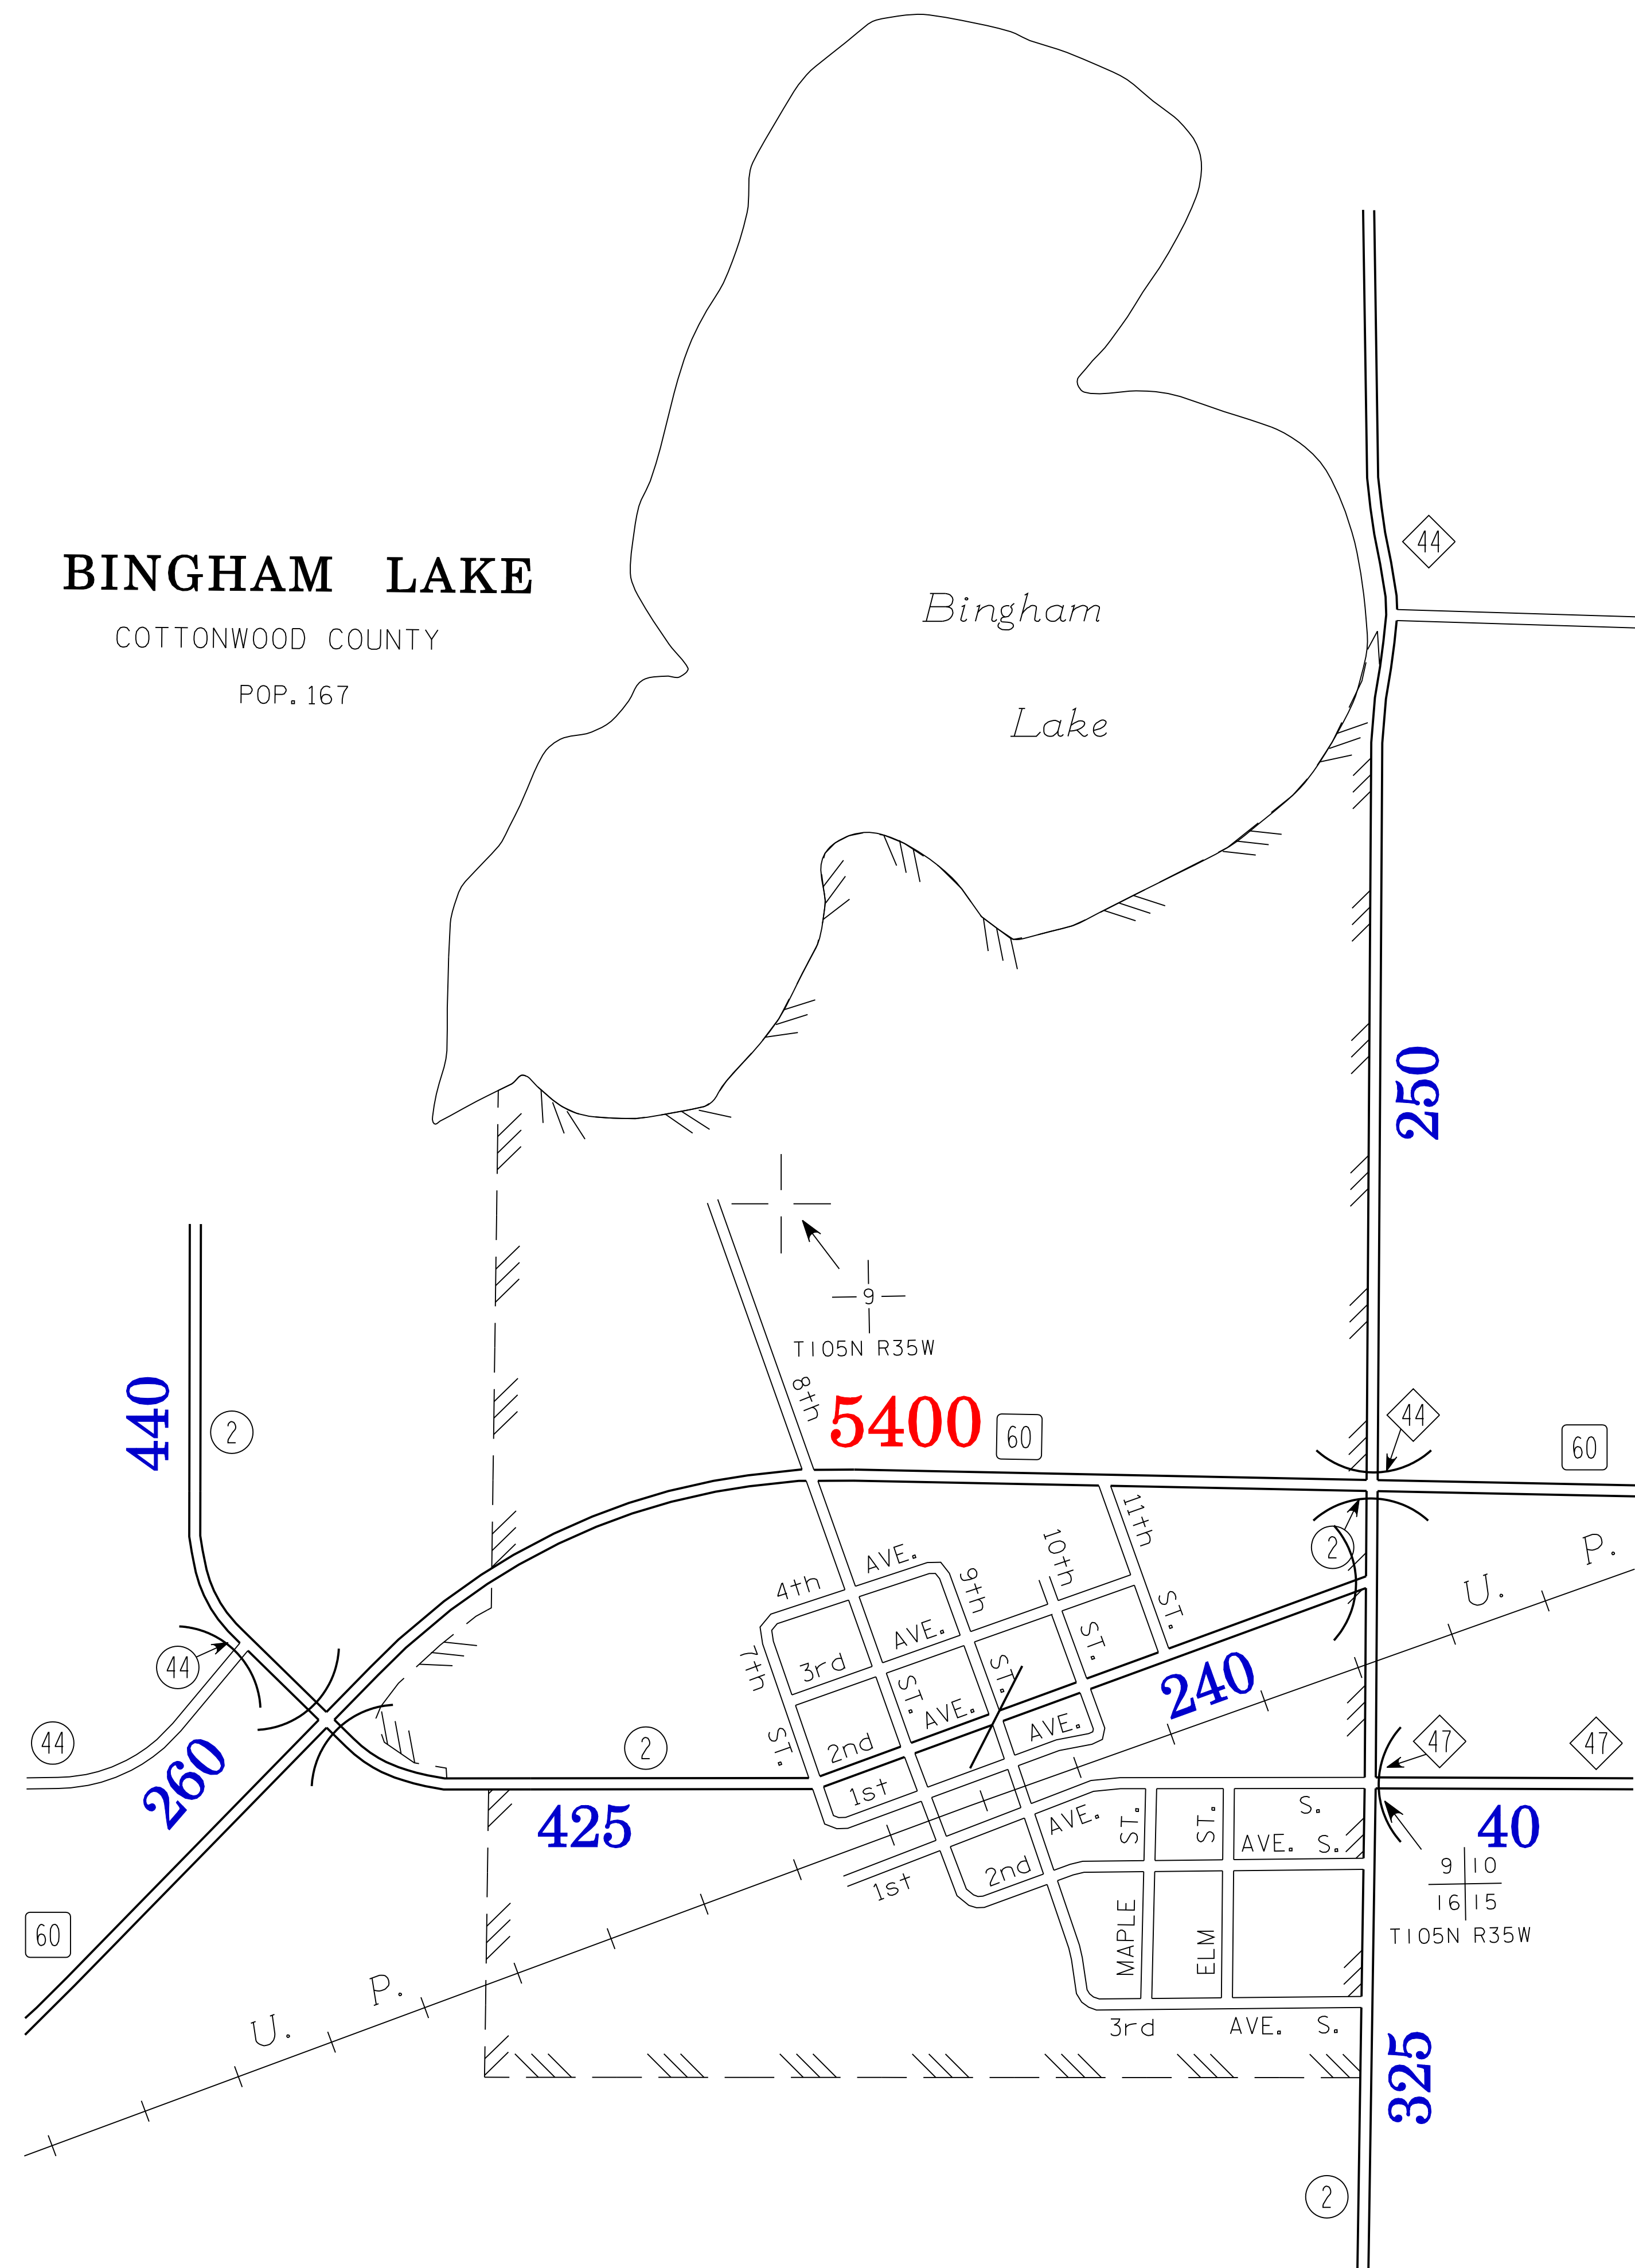 BINGHAM LAKE
COTTONWOOD COUNTY
POP. 167
Bingham
Lake
44
250
9
T105N R35W
440
2
8th
5400
60
44
60
11th
2
10th
P.
U.
AVE.
4th
9th
ST.
44
7th
3rd
AVE.
ST.
ST.
ST.
240
44
260
2
ST.
2nd
AVE.
AVE.
47
47
425
1st
AVE.
ST.
ST.
S.
AVE. S.
40
1st
2nd
9 10
16 15
T105N R35W
60
MAPLE
ELM
U. P.
3rd AVE. S.
325
2